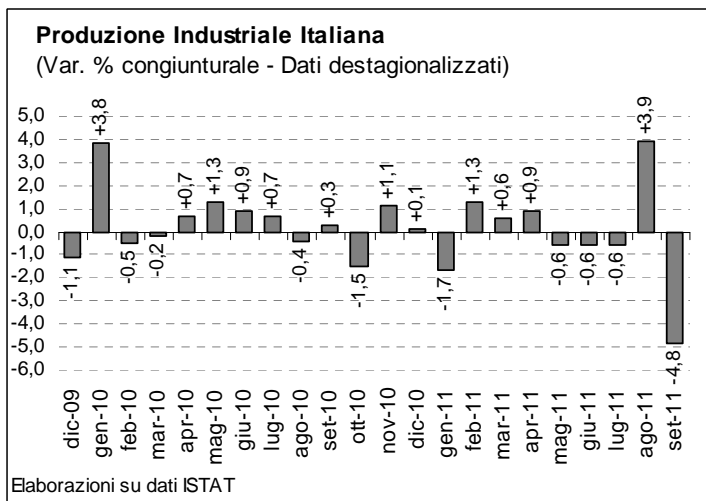 Produzione Industriale Italiana
(Var. % congiunturale - Dati destagionalizzati)
5,0
4,0
3,0
2,0
1,0
0,0
-1,0
-2,0
-3,0
-4,0
-5,0
-6,0
-1,1
+3,8
-0,5
-0,2
+0,7
+1,3
+0,9
+0,7
-0,4
+0,3
-1,5
+1,1
+0,1
-1,7
+1,3
+0,6
+0,9
-0,6
-0,6
-0,6
+3,9
-4,8
dic-09
gen-10
feb-10
mar-10
apr-10
mag-10
giu-10
lug-10
ago-10
set-10
ott-10
nov-10
dic-10
gen-11
feb-11
mar-11
apr-11
mag-11
giu-11
lug-11
ago-11
set-11
Elaborazioni su dati ISTAT